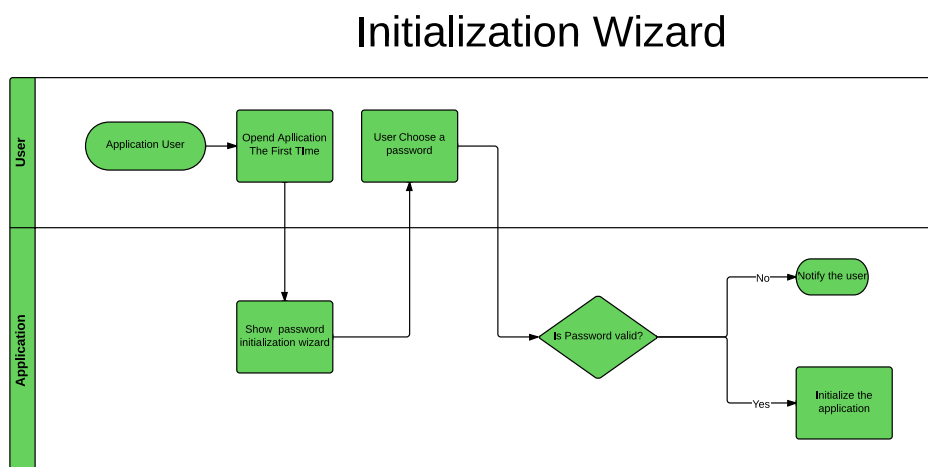 Initialization Wizard
User
Application User
Opend Apllication
The First TIme
User Choose a
password
Application
Show  password
initialization wizard
Is Password valid?
No
Notify the user
Yes
Initialize the
application